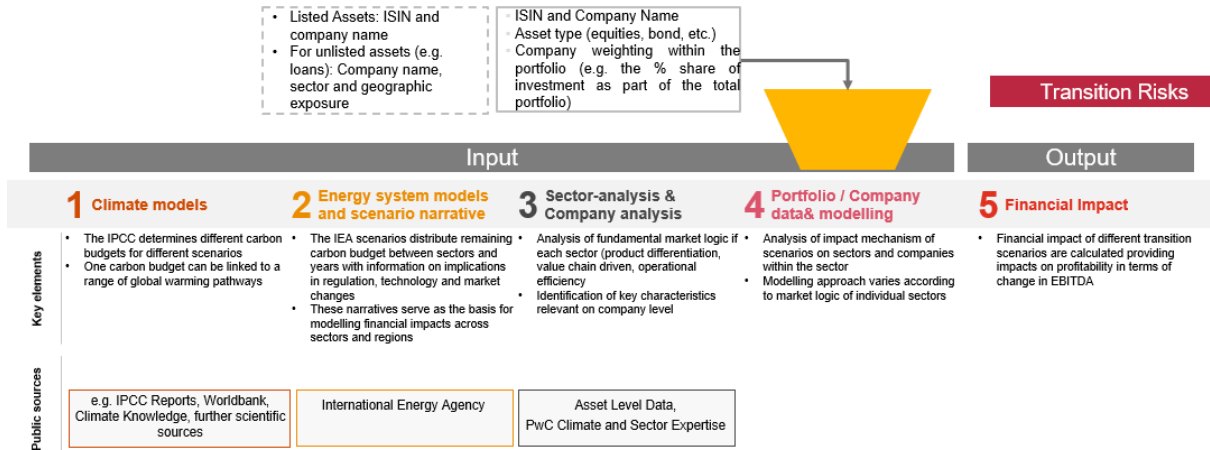 • Listed Assets: ISIN and
company name
• For unlisted assets (e.g.
loans): Company name,
sector and geographic
exposure
◦ ISIN and Company Name
◦ Asset type (equities, bond, etc.)
◦ Company weighting within the
portfolio (e.g. the % share of
investment as part of the total
portfolio)
Transition Risks
Input
Output
1 Climate models
2 Energy system models
and scenario narrative
3 Sector-analysis &
Company analysis
4 Portfolio / Company
data& modelling
5 Financial Impact
Key elements
• The IPCC determines different carbon
budgets for different scenarios
• One carbon budget can be linked to a
range of global warming pathways
• The IEA scenarios distribute remaining
carbon budget between sectors and
years with information on implications
in regulation, technology and market
changes
• These narratives serve as the basis for
modelling financial impacts across
sectors and regions
• Analysis of fundamental market logic if
each sector (product differentiation,
value chain driven, operational
efficiency
• Identification of key characteristics
relevant on company level
• Analysis of impact mechanism of
scenarios on sectors and companies
within the sector
• Modelling approach varies according
to market logic of individual sectors
• Financial impact of different transition
scenarios are calculated providing
impacts on profitability in terms of
change in EBITDA
Public sources
e.g. IPCC Reports, Worldbank,
Climate Knowledge, further scientific
sources
International Energy Agency
Asset Level Data,
PwC Climate and Sector Expertise